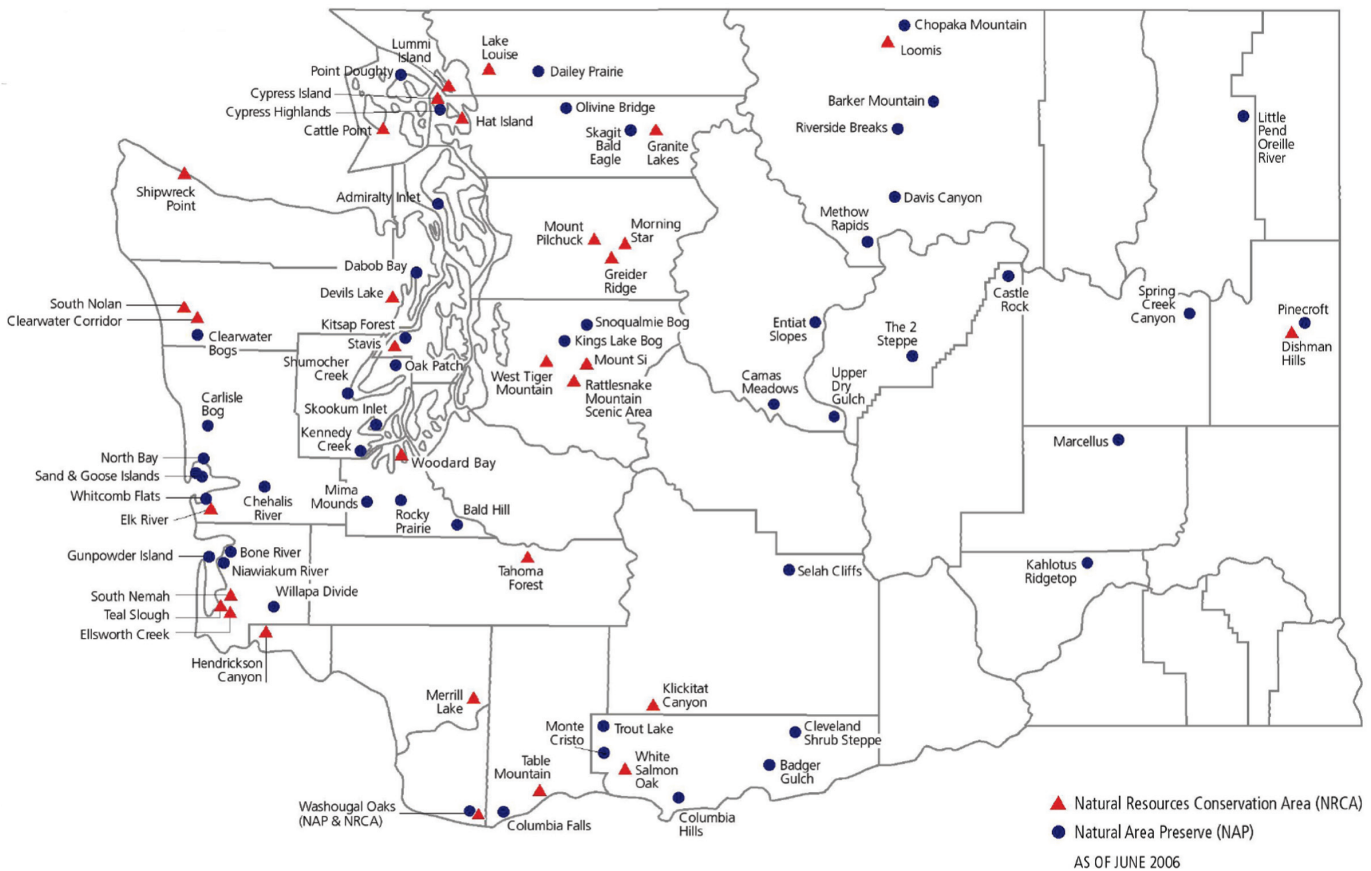 Chopaka Mountain
Loomis
Lummi
Island
Lake
Louise
Point Doughty
Dailey Prairie
Cypress Island
Cypress Highlands
Cattle Point
Hat Island
Olivine Bridge
Skagit
Bald
Eagle
Granite
Lakes
Barker Mountain
Riverside Breaks
Little
Pend
Oreille
River
Shipwreck
Point
Admiralty Inlet
Davis Canyon
Methow
Rapids
Mount
Pilchuck
Morning
Star
Greider
Ridge
Dabob Bay
Devils Lake
Castle
Rock
South Nolan
Clearwater Corridor
Clearwater
Bogs
Kitsap Forest
Stavis
Shumocher
Creek
Oak Patch
Snoqualmie Bog
Kings Lake Bog
West Tiger
Mountain
Mount Si
Rattlesnake
Mountain
Scenic Area
Entiat
Slopes
The 2
Steppe
Spring
Creek
Canyon
Pinecroft
Dishman
Hills
Camas
Meadows
Upper
Dry
Gulch
Carlisle
Bog
Skookum Inlet
Kennedy
Creek
Woodard Bay
Marcellus
North Bay
Sand & Goose Islands
Whitcomb Flats
Elk River
Chehalis
River
Mima
Mounds
Rocky
Prairie
Bald Hill
Gunpowder Island
Bone River
Niawiakum River
South Nemah
Teal Slough
Ellsworth Creek
Willapa Divide
Tahoma
Forest
Selah Cliffs
Kahlotus
Ridgetop
Hendrickson
Canyon
Merrill
Lake
Klickitat
Canyon
Monte
Cristo
Trout Lake
White
Salmon
Oak
Cleveland
Shrub Steppe
Badger
Gulch
Table
Mountain
Washougal Oaks
(NAP & NRCA)
Columbia Falls
Columbia
Hills
Natural Resources Conservation Area (NRCA)
Natural Area Preserve (NAP)
AS OF JUNE 2006